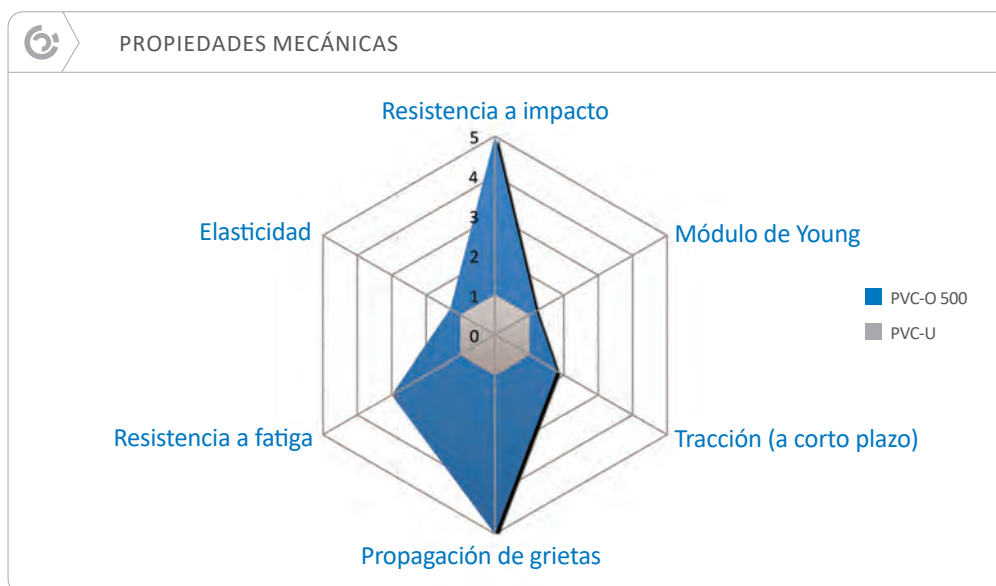 PROPIEDADES MECÁNICAS
Resistencia a impacto
5
4
3
2
1
0
Elasticidad
Módulo de Young
PVC-O 500
PVC-U
Resistencia a fatiga
Tracción (a corto plazo)
Propagación de grietas